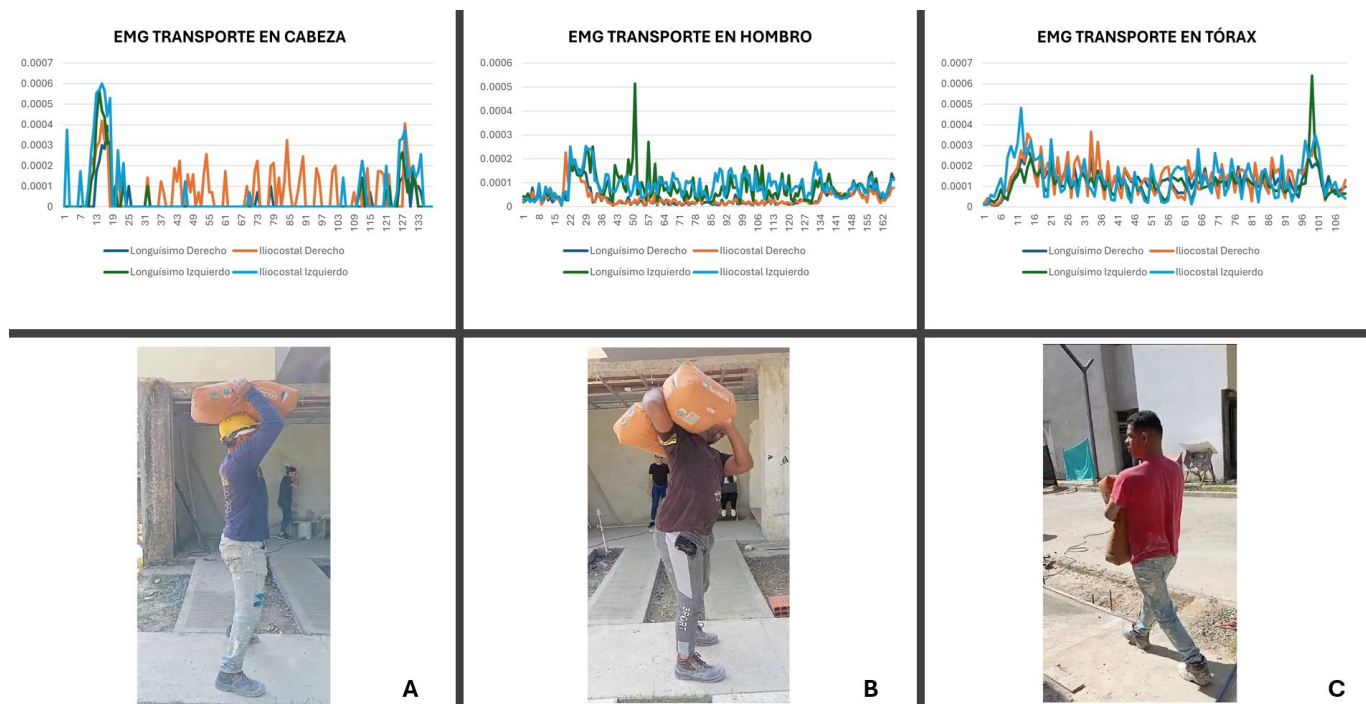 EMG TRANSPORTE EN CABEZA
0.0007
0.0006
0.0005
0.0004
0.0003
0.0002
0.0001
0
1 7 13 19 25 31 37 43 49 55 61 67 73 79 85 91 97 103 109 115 121 127 133
Longuísimo Derecho Iliocostal Derecho
Longuísimo Izquierdo Iliocostal Izquierdo
EMG TRANSPORTE EN HOMBRO
0.0006
0.0005
0.0004
0.0003
0.0002
0.0001
0
1 8 15 22 29 36 43 50 57 64 71 78 85 92 99 106 113 120 127 134 141 148 155 162
Longuísimo Derecho Iliocostal Derecho
Longuísimo Izquierdo Iliocostal Izquierdo
EMG TRANSPORTE EN TÓRAX
0.0007
0.0006
0.0005
0.0004
0.0003
0.0002
0.0001
0
1 6 11 16 21 26 31 36 41 46 51 56 61 66 71 76 81 86 91 96 101 106
Longuísimo Derecho Iliocostal Derecho
Longuísimo Izquierdo Iliocostal Izquierdo
SPORT
A
B
C